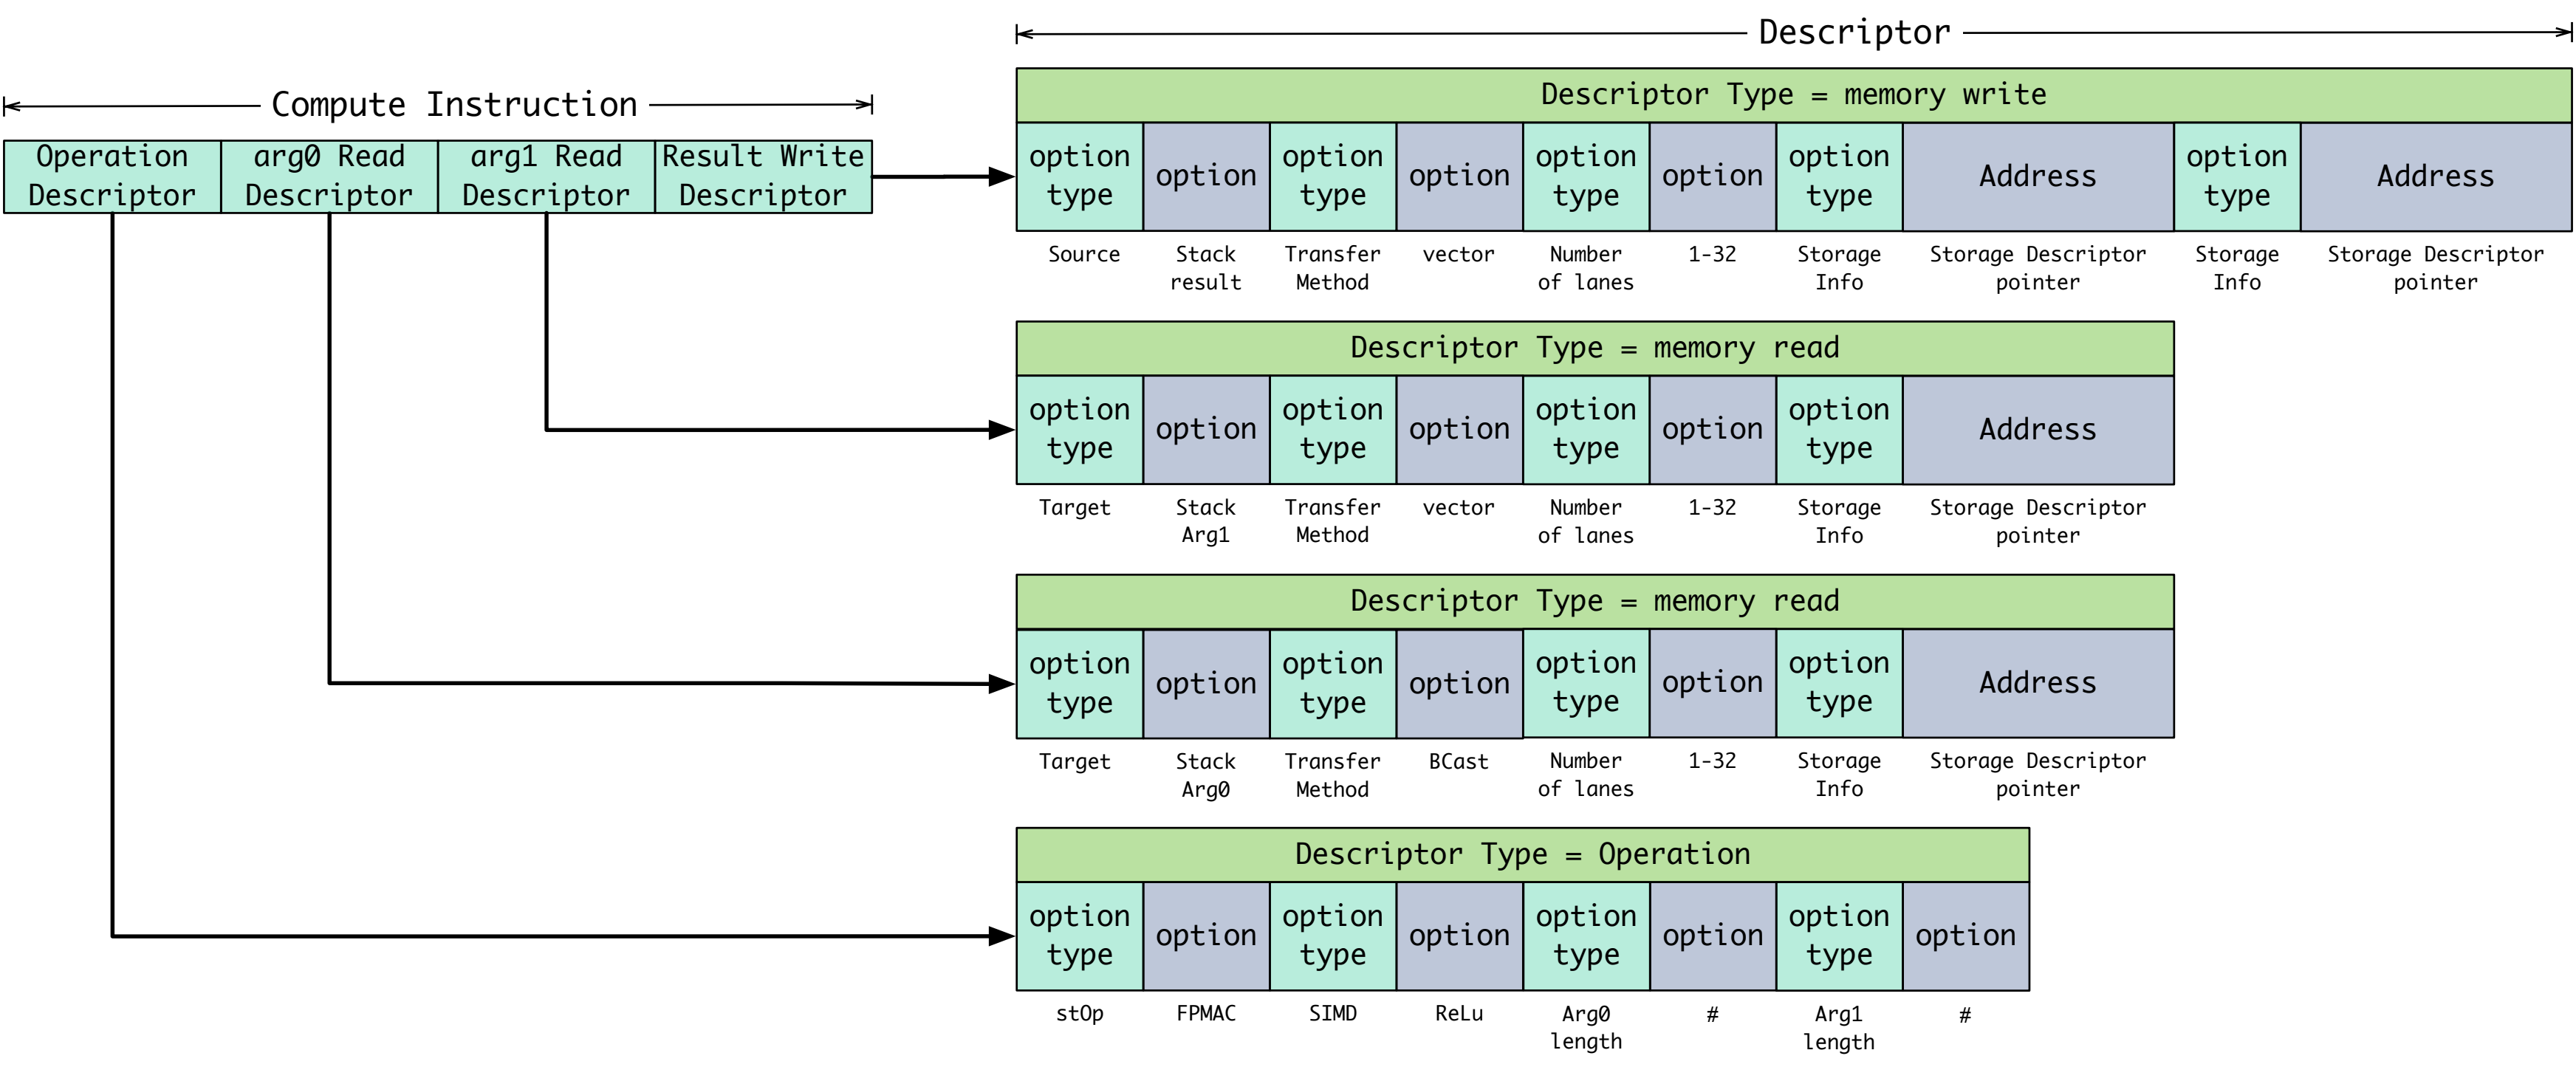 Descriptor
Compute Instruction
Operation Descriptor
arg0 Read Descriptor
arg1 Read Descriptor
Result Write Descriptor
Descriptor Type = memory write
option type
option
option type
option
option type
option
option type
Address
option type
Address
Source
Stack result
Transfer Method
vector
Number of lanes
1-32
Storage Info
Storage Descriptor pointer
Storage Info
Storage Descriptor pointer
Descriptor Type = memory read
option type
option
option type
option
option type
option
option type
Address
Target
Stack Arg1
Transfer Method
vector
Number of lanes
1-32
Storage Info
Storage Descriptor pointer
Descriptor Type = memory read
option type
option
option type
option
option type
option
option type
Address
Target
Stack Arg0
Transfer Method
BCast
Number of lanes
1-32
Storage Info
Storage Descriptor pointer
Descriptor Type = Operation
option type
option
option type
option
option type
option
option type
option
stOp
FPMAC
SIMD
ReLu
Arg0 length
#
Arg1 length
#